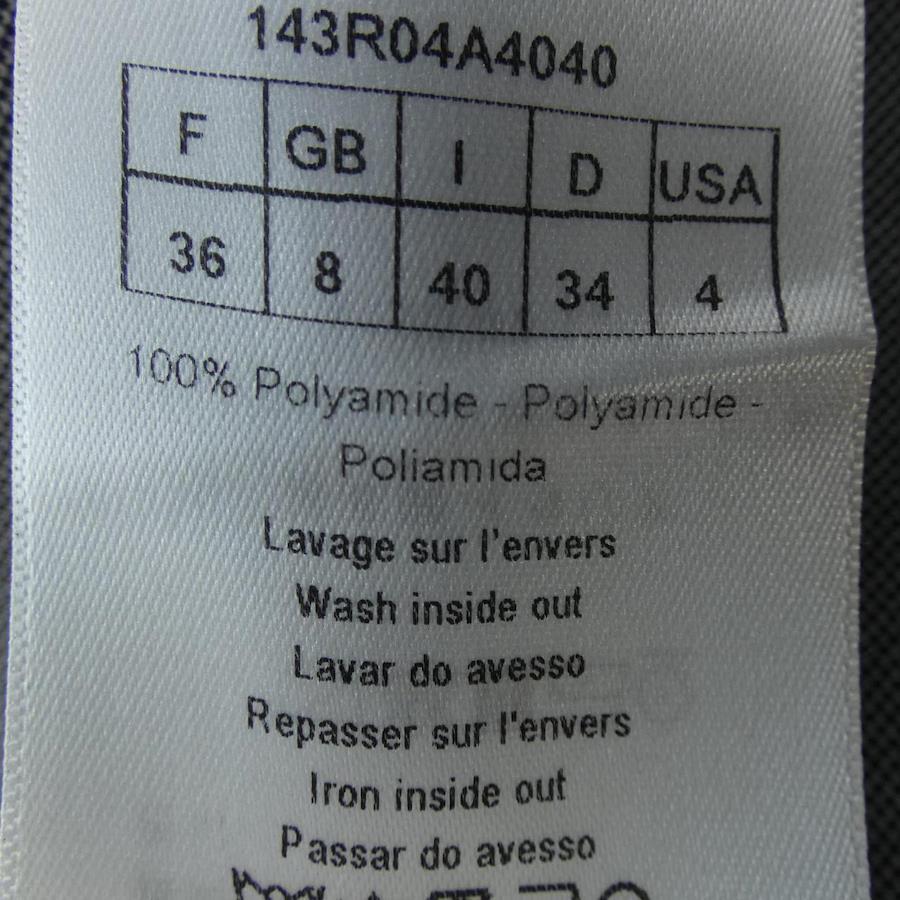 143R04A4040
F GB I D USA
36 8 40 34 4
100% Polyamide - Polyamide -
Poliamida
Lavage sur l'envers
Wash inside out
Lavar do avesso
Repasser sur l'envers
Iron inside out
Passar do avesso